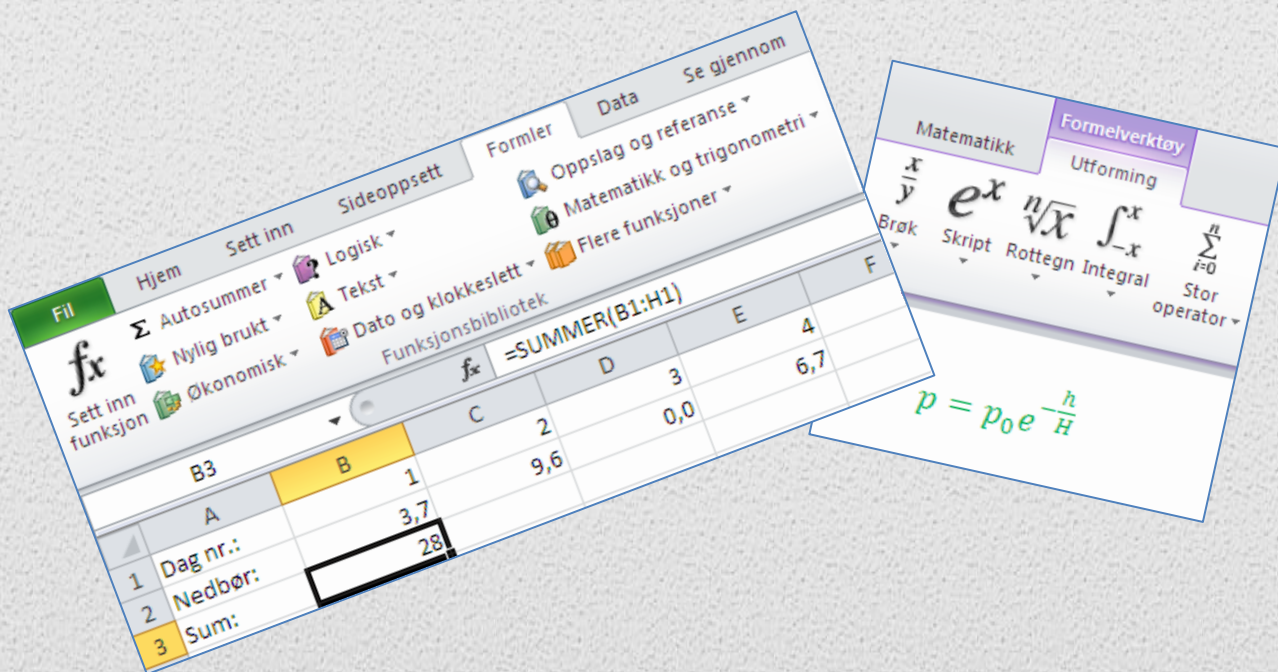 Fil Hjem Sett inn Sideoppsett Formler Data Se gjennom
fx Sett inn funksjon
Σ Autosummer
Nylig brukt
Økonomisk
Logisk
Tekst
Dato og klokkeslett
Oppslag og referanse
Matematikk og trigonometri
Flere funksjoner
Funksjonsbibliotek
B3 fx =SUMMER(B1:H1)
A B C D E F
1 Dag nr.: 1 2 3 4
2 Nedbør: 3,7 9,6 0,0 6,7
3 Sum: 28
Formelverktøy
Matematikk Utforming
x/y Brøk
eˣ Skript
ⁿ√x Rottegn
∫₋ₓˣ Integral
n Σ i=0 Stor operator
p = p₀e^(-h/H)